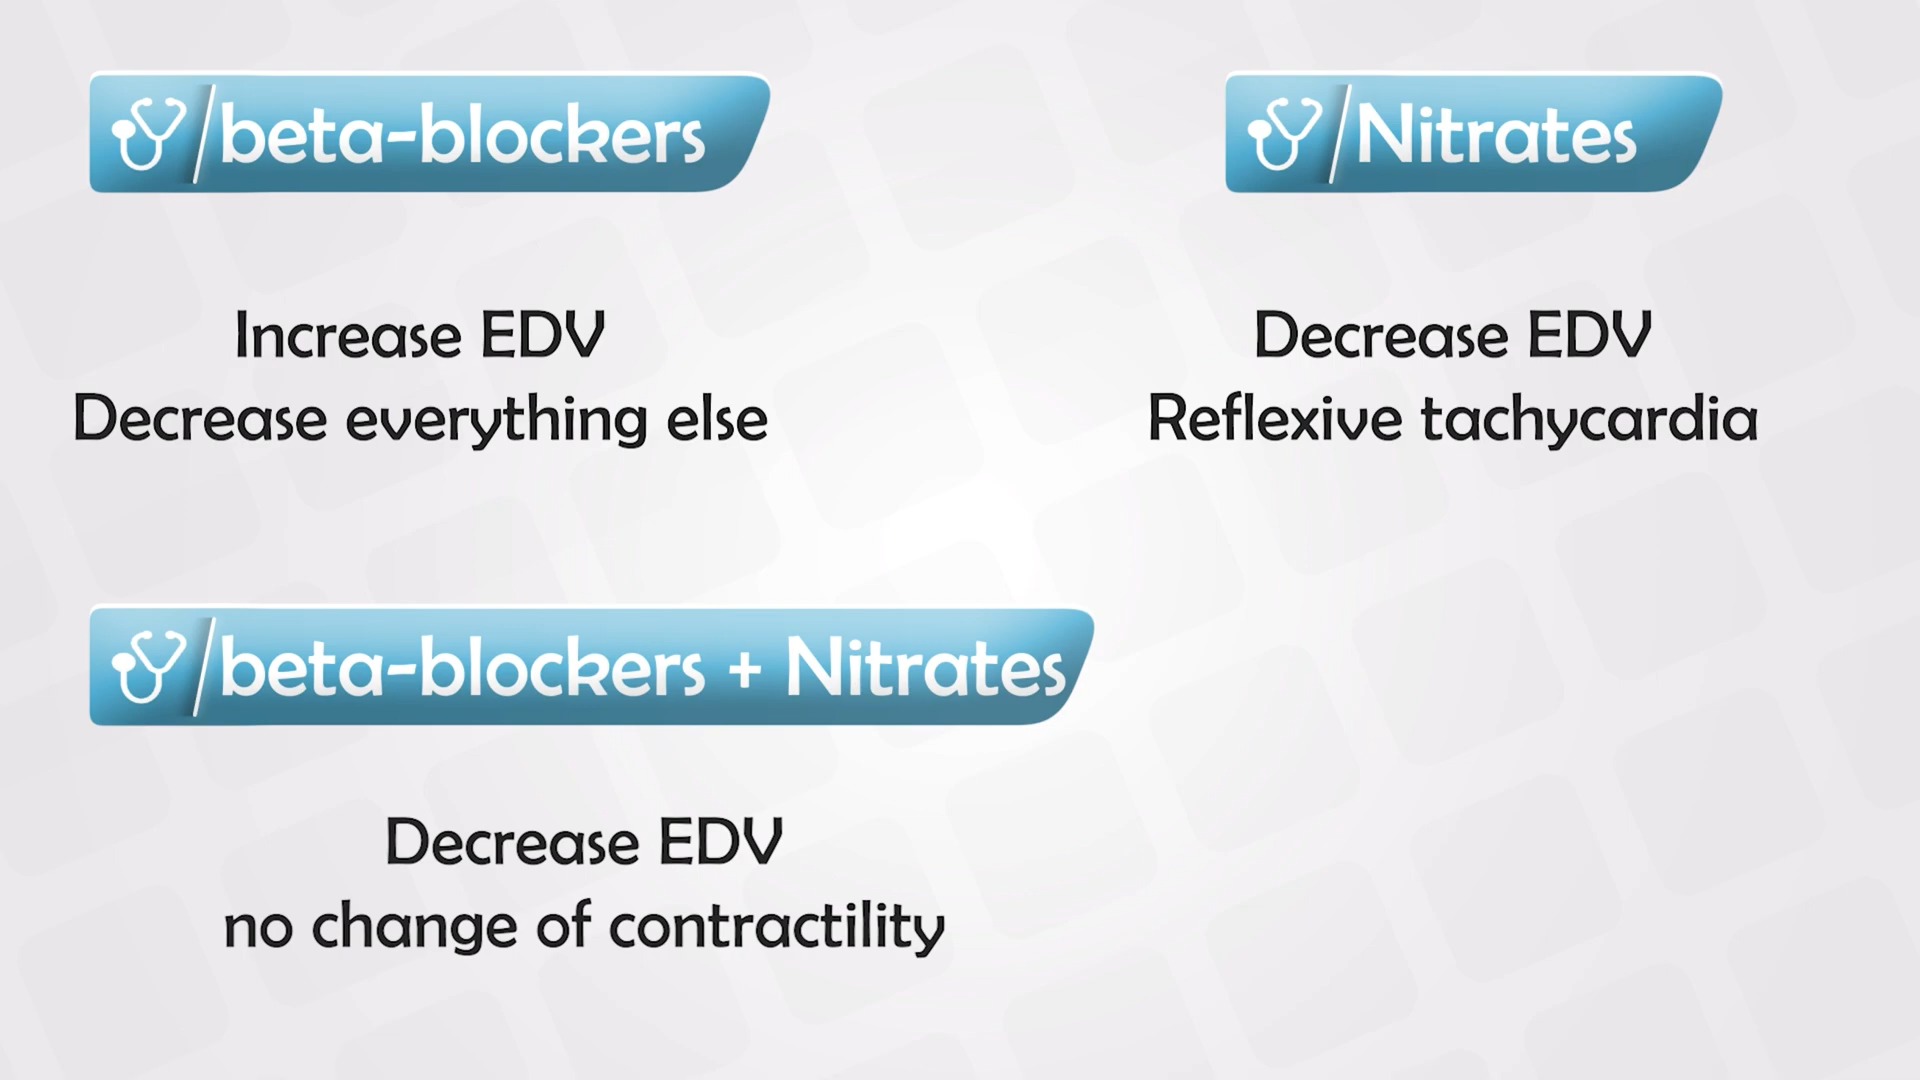 beta-blockers
Increase EDV
Decrease everything else
Nitrates
Decrease EDV
Reflexive tachycardia
beta-blockers + Nitrates
Decrease EDV
no change of contractility